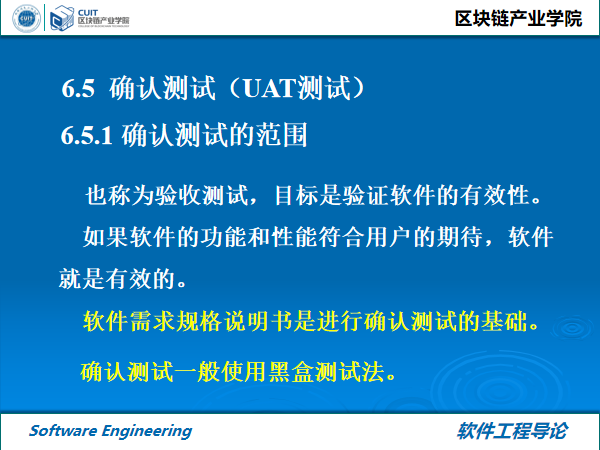 CUIT
区块链产业学院
区块链产业学院
6.5 确认测试（UAT测试）
6.5.1 确认测试的范围
也称为验收测试，目标是验证软件的有效性。
如果软件的功能和性能符合用户的期待，软件
就是有效的。
软件需求规格说明书是进行确认测试的基础。
确认测试一般使用黑盒测试法。
Software Engineering
软件工程导论